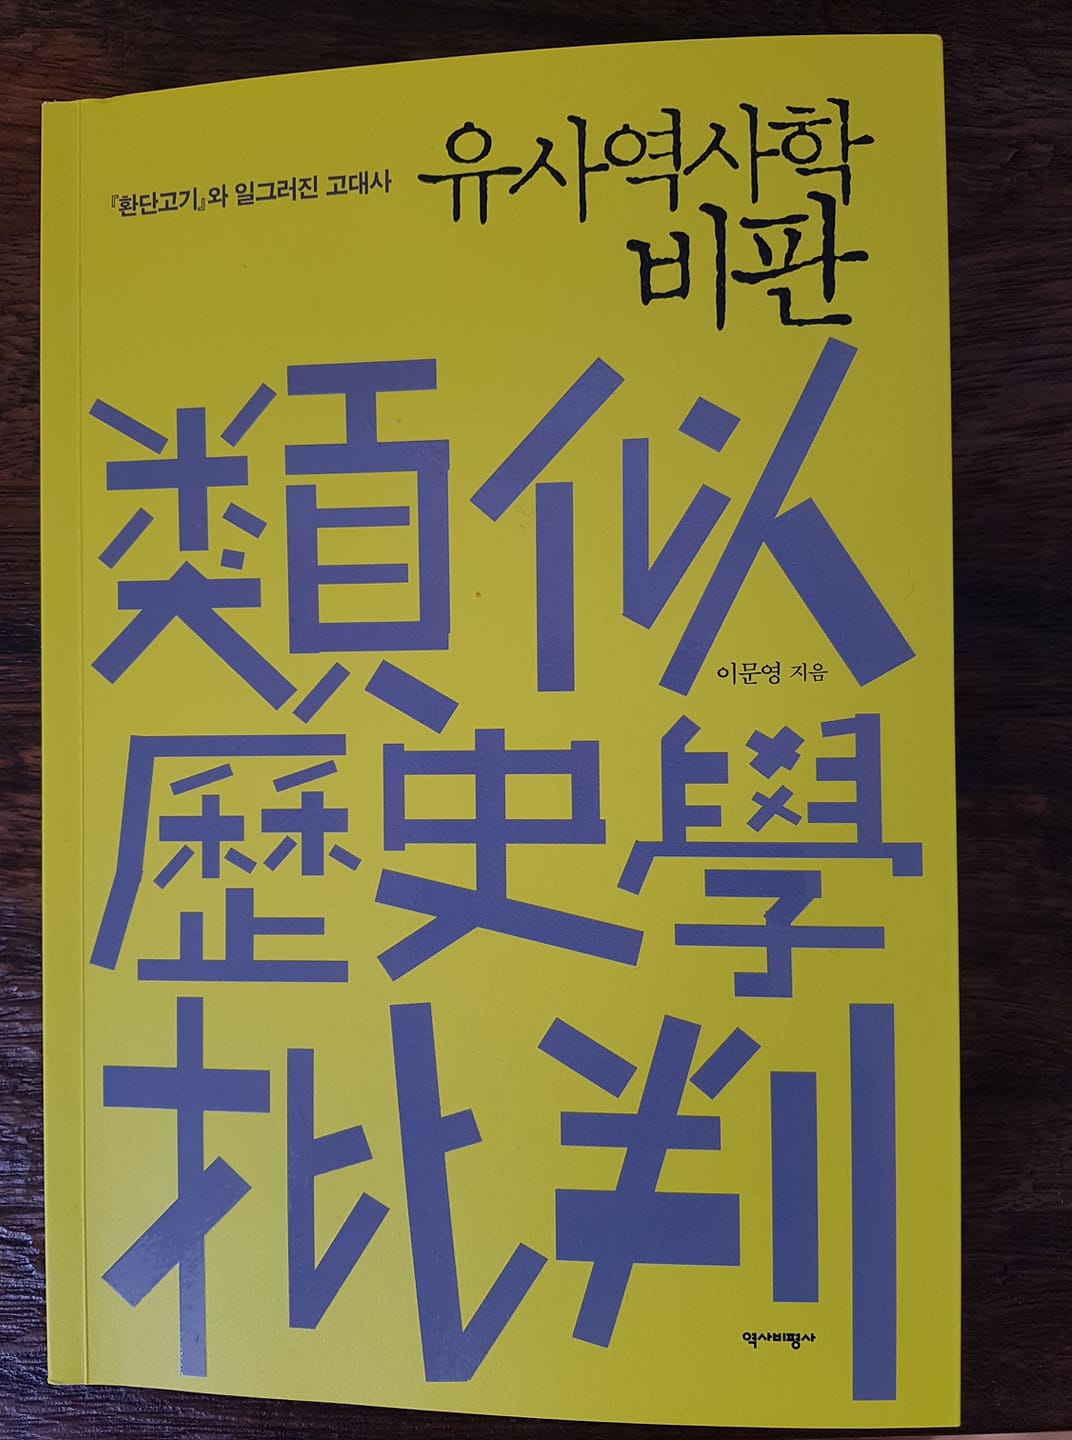 『환단고기』와 일그러진 고대사
유사역사학
비판
類似
이문영 지음
歷史學
批判
역사비평사